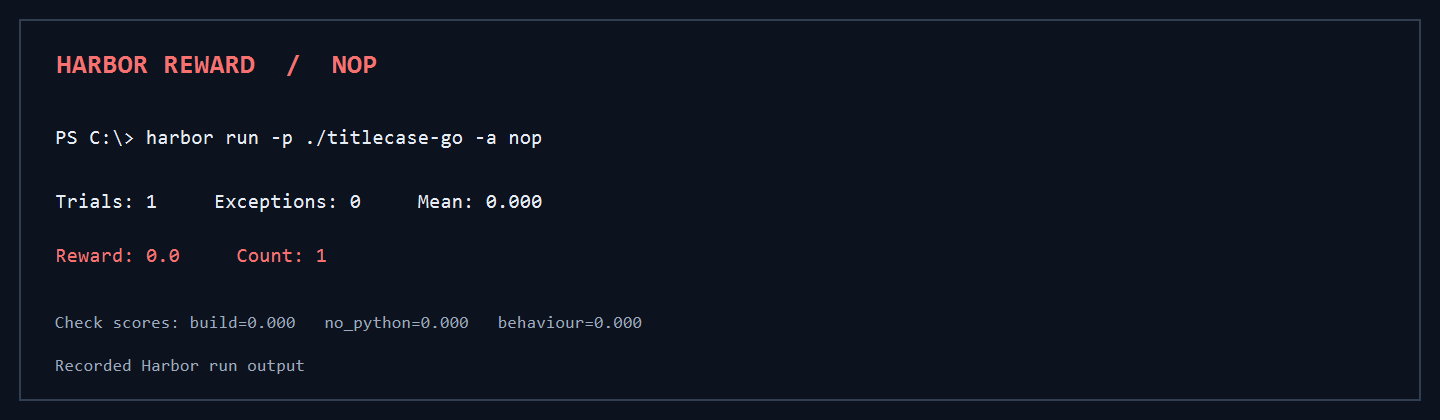 HARBOR REWARD / NOP
PS C:\> harbor run -p ./titlecase-go -a nop
Trials: 1 Exceptions: 0 Mean: 0.000
Reward: 0.0 Count: 1
Check scores: build=0.000 no_python=0.000 behaviour=0.000
Recorded Harbor run output